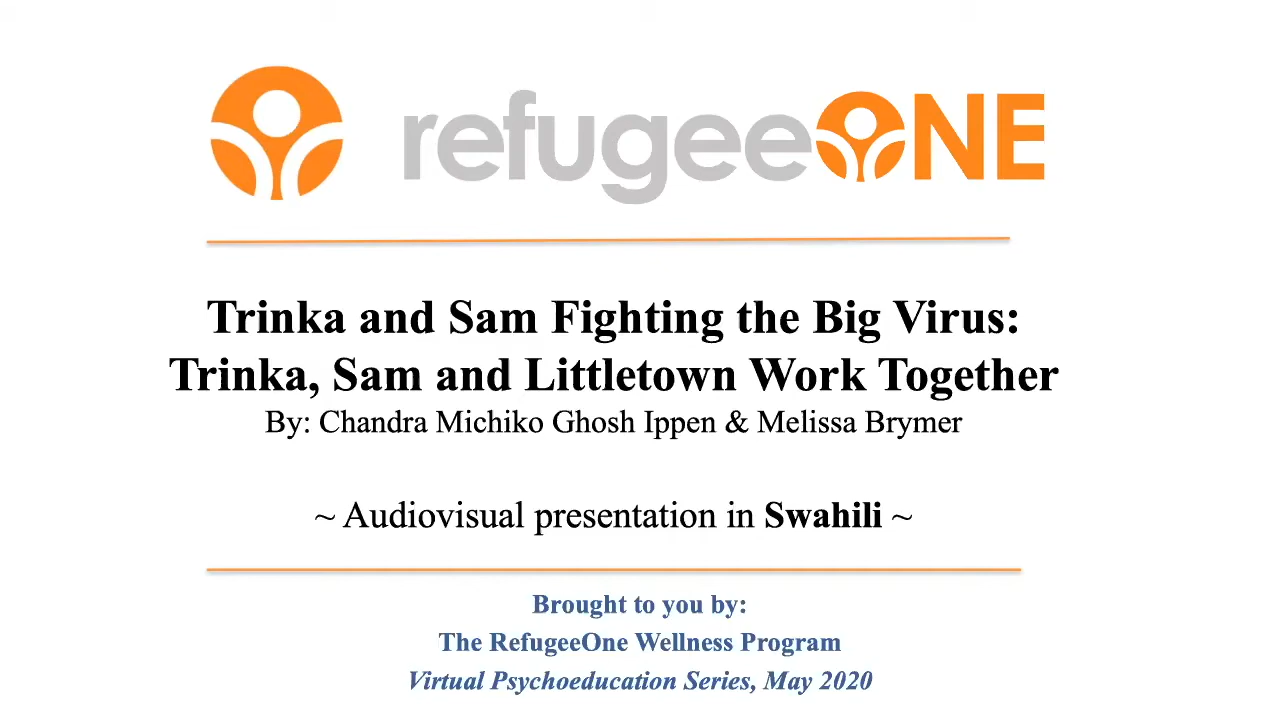 refugeeONE
Trinka and Sam Fighting the Big Virus:
Trinka, Sam and Littletown Work Together
By: Chandra Michiko Ghosh Ippen & Melissa Brymer
~ Audiovisual presentation in Swahili ~
Brought to you by:
The RefugeeOne Wellness Program
Virtual Psychoeducation Series, May 2020